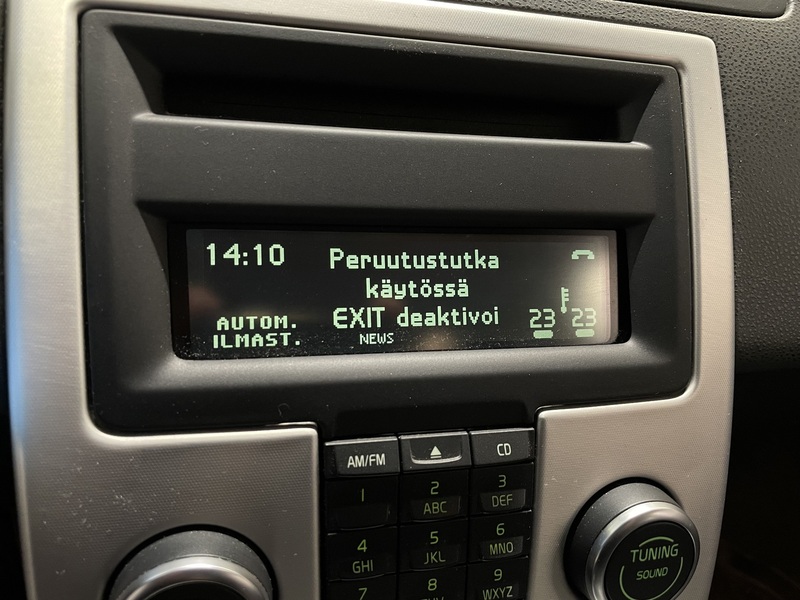 14:10
Peruutustutka
käytössä
EXIT deaktivoi
AUTOM.
ILMAST.
NEWS
23 23
AM/FM
CD
1
2
ABC
3
DEF
4
GHI
5
JKL
6
MNO
7
8
9
WXYZ
TUNING
SOUND